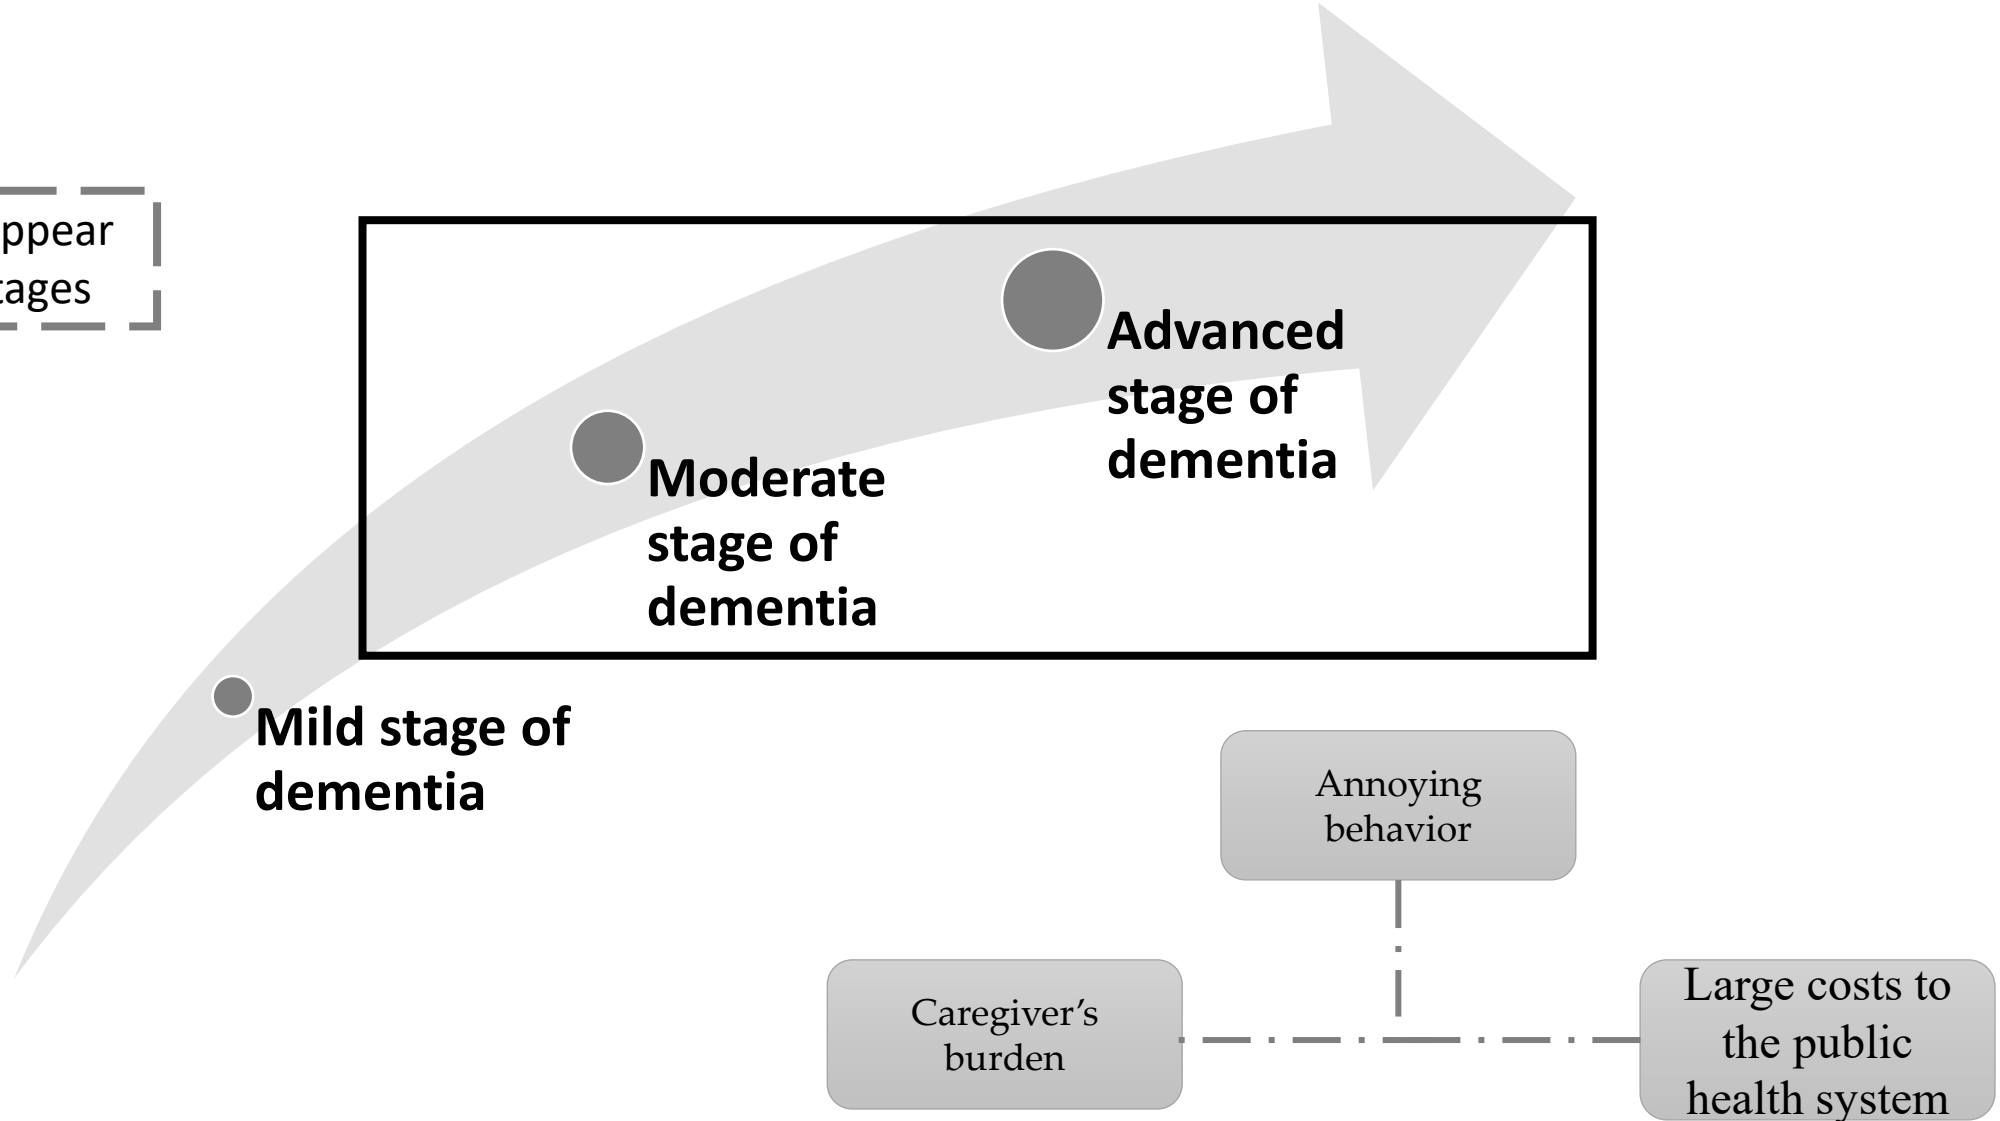 ppear
tages
Advanced
stage of
dementia
Moderate
stage of
dementia
Mild stage of
dementia
Annoying
behavior
Caregiver’s
burden
Large costs to
the public
health system